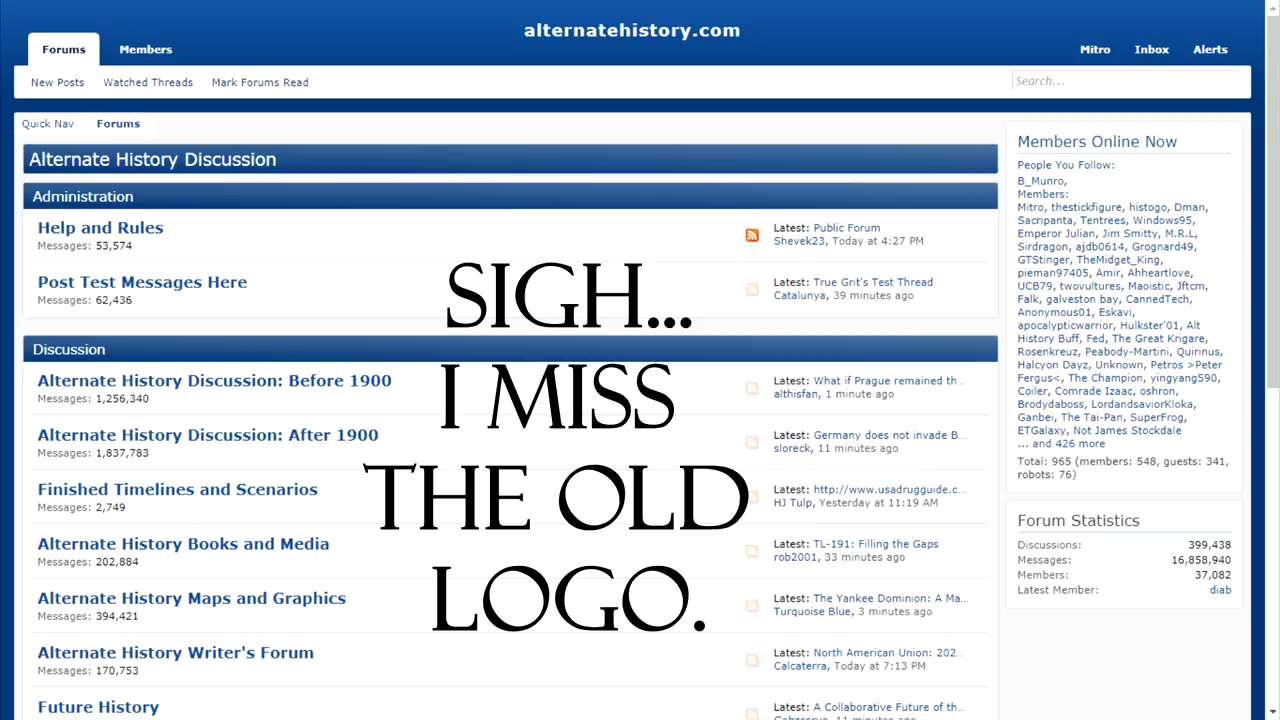 alternatehistory.com
Forums Members Mitro Inbox Alerts
New Posts Watched Threads Mark Forums Read Search...
Quick Nav Forums
Alternate History Discussion
Administration
Help and Rules
Messages: 53,574
Latest: Public Forum
Shevek23, Today at 4:27 PM
Post Test Messages Here
Messages: 62,436
Latest: True Grit's Test Thread
Catalunya, 39 minutes ago
Discussion
Alternate History Discussion: Before 1900
Messages: 1,256,340
Latest: What if Prague remained th...
althisfan, 1 minute ago
Alternate History Discussion: After 1900
Messages: 1,837,783
Latest: Germany does not invade B...
sloreck, 11 minutes ago
Finished Timelines and Scenarios
Messages: 2,749
Latest: http://www.usadrugguide.c...
HJ Tulp, Yesterday at 11:19 AM
Alternate History Books and Media
Messages: 202,884
Latest: TL-191: Filling the Gaps
rob2001, 33 minutes ago
Alternate History Maps and Graphics
Messages: 394,421
Latest: The Yankee Dominion: A Ma...
Turquoise Blue, 3 minutes ago
Alternate History Writer's Forum
Messages: 170,753
Latest: North American Union: 202...
Calcaterra, Today at 7:13 PM
Future History
Latest: A Collaborative Future of th...
SIGH...
I MISS
THE OLD
LOGO.
Members Online Now
People You Follow:
B_Munro,
Members:
Mitro, thestickfigure, histogo, Dman,
Sacripanta, Tentrees, Windows95,
Emperor Julian, Jim Smitty, M.R.L,
Sirdragon, ajdb0614, Grognard49,
GTStinger, TheMidget_King,
pieman97405, Amir, Ahheartlove,
UCB79, twovultures, Maoistic, Jftcm,
Falk, galveston bay, CannedTech,
Anonymous01, Eskavi,
apocalypticwarrior, Hulkster'01, Alt
History Buff, Fed, The Great Krigare,
Rosenkreuz, Peabody-Martini, Quirinus,
Halcyon Dayz, Unknown, Petros >Peter
Fergus<, The Champion, yingyang590,
Coiler, Comrade Izaac, oshron,
Brodydaboss, LordandsaviorKloka,
Ganbei, The Tai-Pan, SuperFrog,
ETGalaxy, Not James Stockdale
... and 426 more
Total: 965 (members: 548, guests: 341,
robots: 76)
Forum Statistics
Discussions: 399,438
Messages: 16,858,940
Members: 37,082
Latest Member: diab